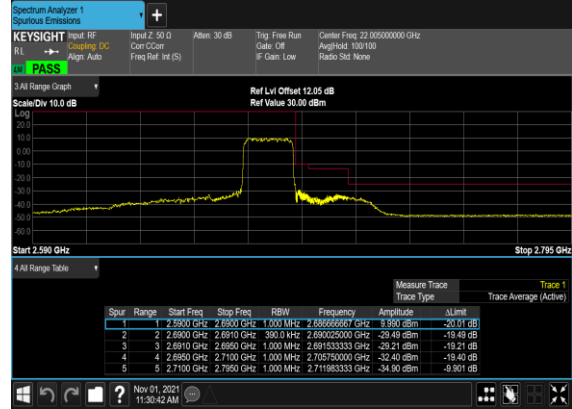 Spectrum Analyzer 1
Spurious Emissions
KEYSIGHT Input: RF Input Z: 50 Ω Atten: 30 dB Trig: Free Run Center Freq: 22.005000000 GHz
RL Coupling: DC Corr CCorr Gate: Off Avg|Hold: 100/100
Align: Auto Freq Ref: Int (S) IF Gain: Low Radio Std: None
PASS
3 All Range Graph Ref Lvl Offset 12.05 dB
Scale/Div 10.0 dB Ref Value 30.00 dBm
Log
20.0
10.0
0.00
-10.0
-20.0
-30.0
-40.0
-50.0
-60.0
Start 2.590 GHz Stop 2.795 GHz
4 All Range Table
Measure Trace Trace 1
Trace Type Trace Average (Active)
Spur Range Start Freq Stop Freq RBW Frequency Amplitude ΔLimit
1 1 2.5900 GHz 2.6900 GHz 1.000 MHz 2.686666667 GHz 9.990 dBm -20.01 dB
2 2 2.6900 GHz 2.6910 GHz 390.0 kHz 2.690025000 GHz -29.49 dBm -19.49 dB
3 3 2.6910 GHz 2.6950 GHz 1.000 MHz 2.691533333 GHz -29.21 dBm -19.21 dB
4 4 2.6950 GHz 2.7100 GHz 1.000 MHz 2.705750000 GHz -32.40 dBm -19.40 dB
5 5 2.7100 GHz 2.7950 GHz 1.000 MHz 2.711983333 GHz -34.90 dBm -9.901 dB
Nov 01, 2021
11:30:42 AM